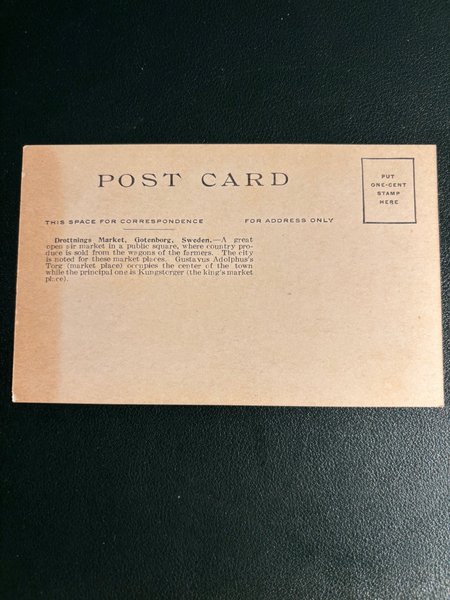 POST CARD
PUT
ONE-CENT
STAMP
HERE
THIS SPACE FOR CORRESPONDENCE
FOR ADDRESS ONLY
Drottnings Market, Gotenborg, Sweden.—A great
open air market in a public square, where country pro-
duce is sold from the wagons of the farmers. The city
is noted for these market places. Gustavus Adolphus's
Torg (market place) occupies the center of the town
while the principal one is Kungstorger (the king's market
place).